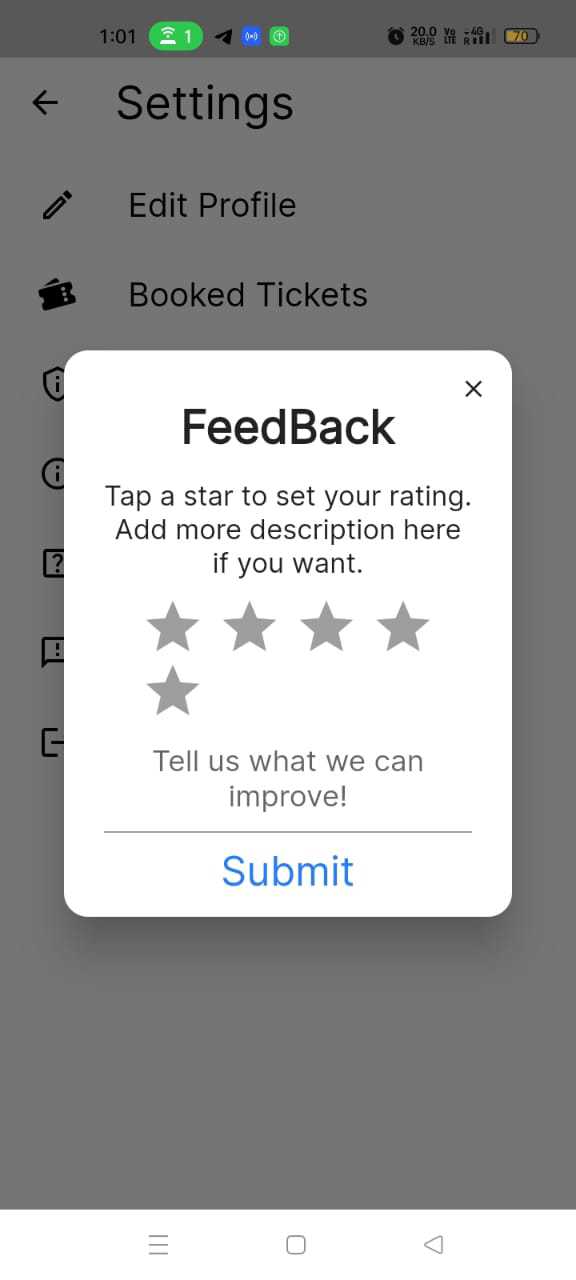 1:01 1 20.0 KB/S Vo LTE 4G R 70
Settings
Edit Profile
Booked Tickets
FeedBack
Tap a star to set your rating.
Add more description here
if you want.
Tell us what we can
improve!
Submit